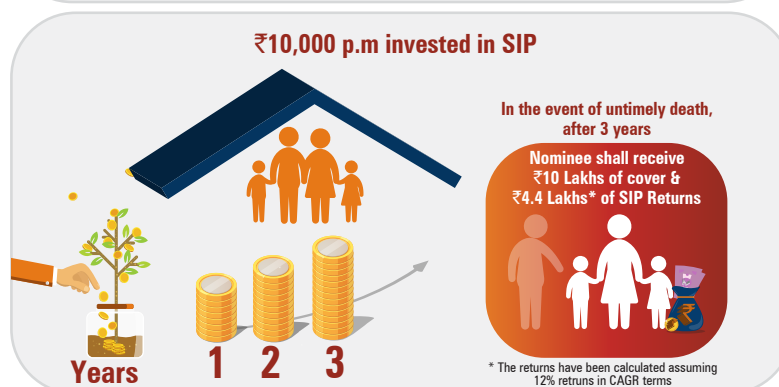 ₹10,000 p.m invested in SIP
In the event of untimely death,
after 3 years
Nominee shall receive
₹10 Lakhs of cover &
₹4.4 Lakhs* of SIP Returns
₹
Years
1 2 3
* The returns have been calculated assuming
12% retruns in CAGR terms